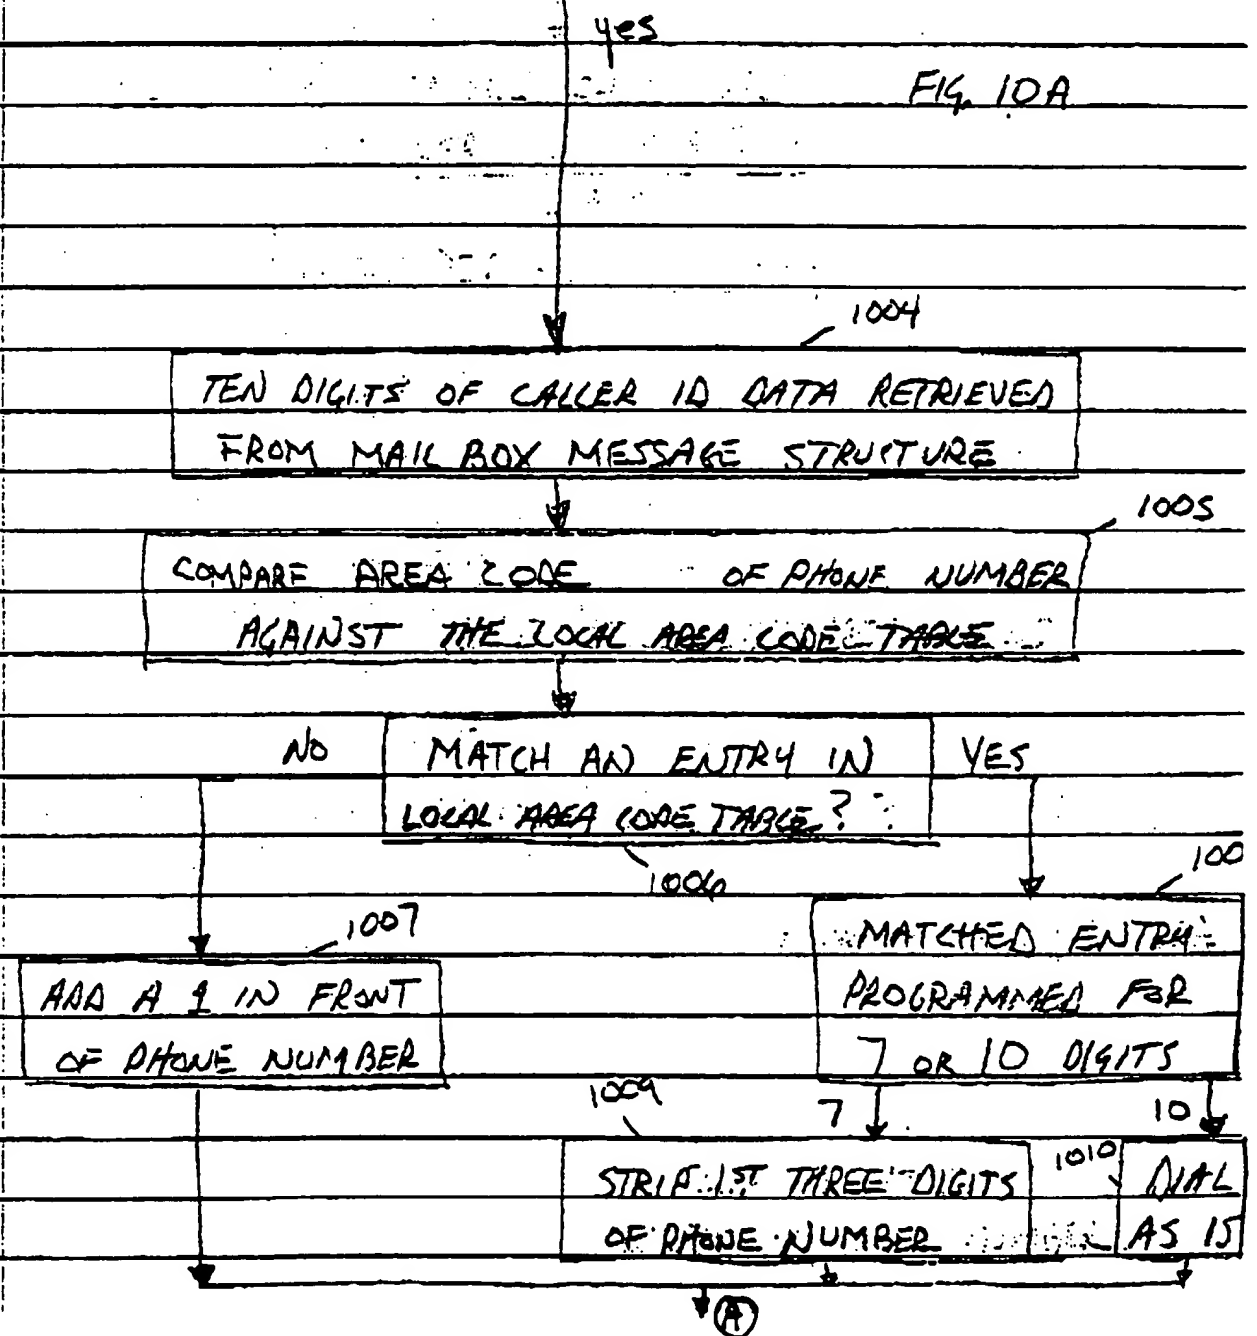 yes
FIG. 10A
1004
TEN DIGITS OF CALLER ID DATA RETRIEVED
FROM MAIL BOX MESSAGE STRUCTURE
1005
COMPARE AREA CODE OF PHONE NUMBER
AGAINST THE LOCAL AREA CODE TABLE
NO
MATCH AN ENTRY IN
YES
LOCAL AREA CODE TABLE?
1006
100
1007
MATCHED ENTRY
ADD A 1 IN FRONT
PROGRAMMED FOR
OF PHONE NUMBER
7 OR 10 DIGITS
1009
7
10
STRIP 1ST THREE DIGITS
1010
DIAL
OF PHONE NUMBER
AS IS
A